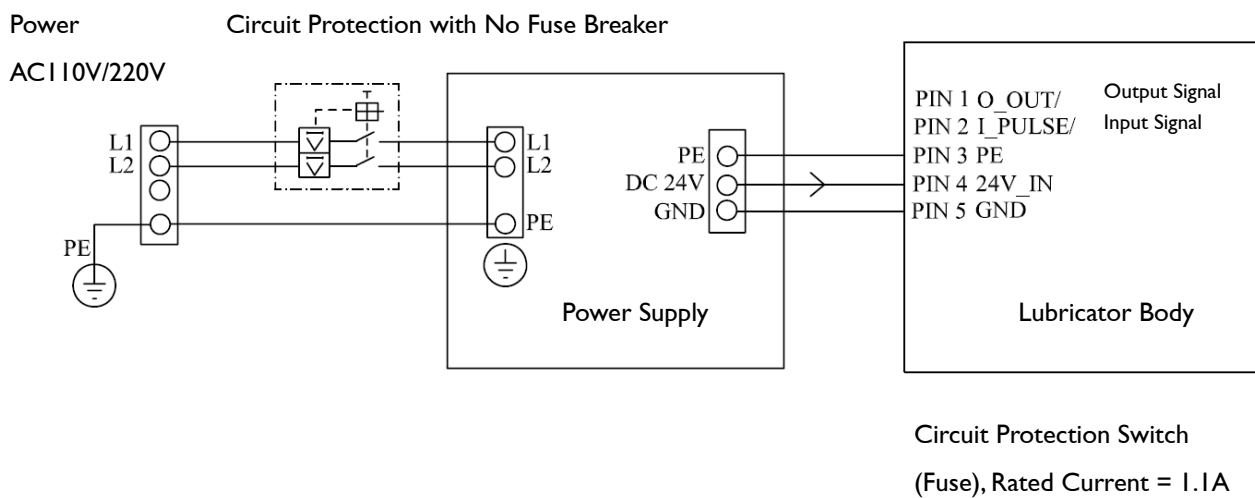 Power
Circuit Protection with No Fuse Breaker
AC110V/220V
L1
L2
PE
L1
L2
PE
Power Supply
PE
DC 24V
GND
PIN 1 O_OUT/ Output Signal
PIN 2 I_PULSE/ Input Signal
PIN 3 PE
PIN 4 24V_IN
PIN 5 GND
Lubricator Body
Circuit Protection Switch
(Fuse), Rated Current = 1.1A